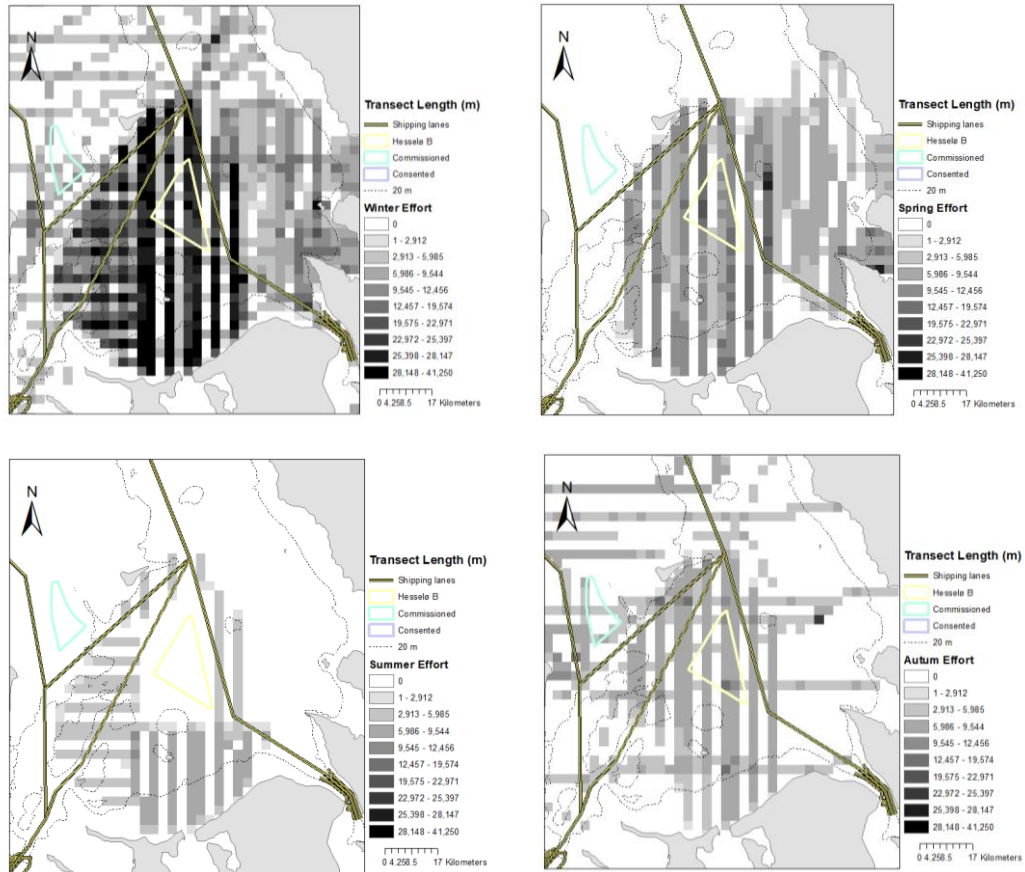 N
Transect Length (m)
Shipping lanes
Hesselø B
Commissioned
Consented
20 m
Winter Effort
0
1 - 2,912
2,913 - 5,985
5,986 - 9,544
9,545 - 12,456
12,457 - 19,574
19,575 - 22,971
22,972 - 25,397
25,398 - 28,147
28,148 - 41,250
0 4.258.5 17 Kilometers
N
Transect Length (m)
Shipping lanes
Hesselø B
Commissioned
Consented
20 m
Spring Effort
0
1 - 2,912
2,913 - 5,985
5,986 - 9,544
9,545 - 12,456
12,457 - 19,574
19,575 - 22,971
22,972 - 25,397
25,398 - 28,147
28,148 - 41,250
0 4.258.5 17 Kilometers
N
Transect Length (m)
Shipping lanes
Hesselø B
Commissioned
Consented
20 m
Summer Effort
0
1 - 2,912
2,913 - 5,985
5,986 - 9,544
9,545 - 12,456
12,457 - 19,574
19,575 - 22,971
22,972 - 25,397
25,398 - 28,147
28,148 - 41,250
0 4.258.5 17 Kilometers
N
Transect Length (m)
Shipping lanes
Hesselø B
Commissioned
Consented
20 m
Autum Effort
0
1 - 2,912
2,913 - 5,985
5,986 - 9,544
9,545 - 12,456
12,457 - 19,574
19,575 - 22,971
22,972 - 25,397
25,398 - 28,147
28,148 - 41,250
0 4.258.5 17 Kilometers